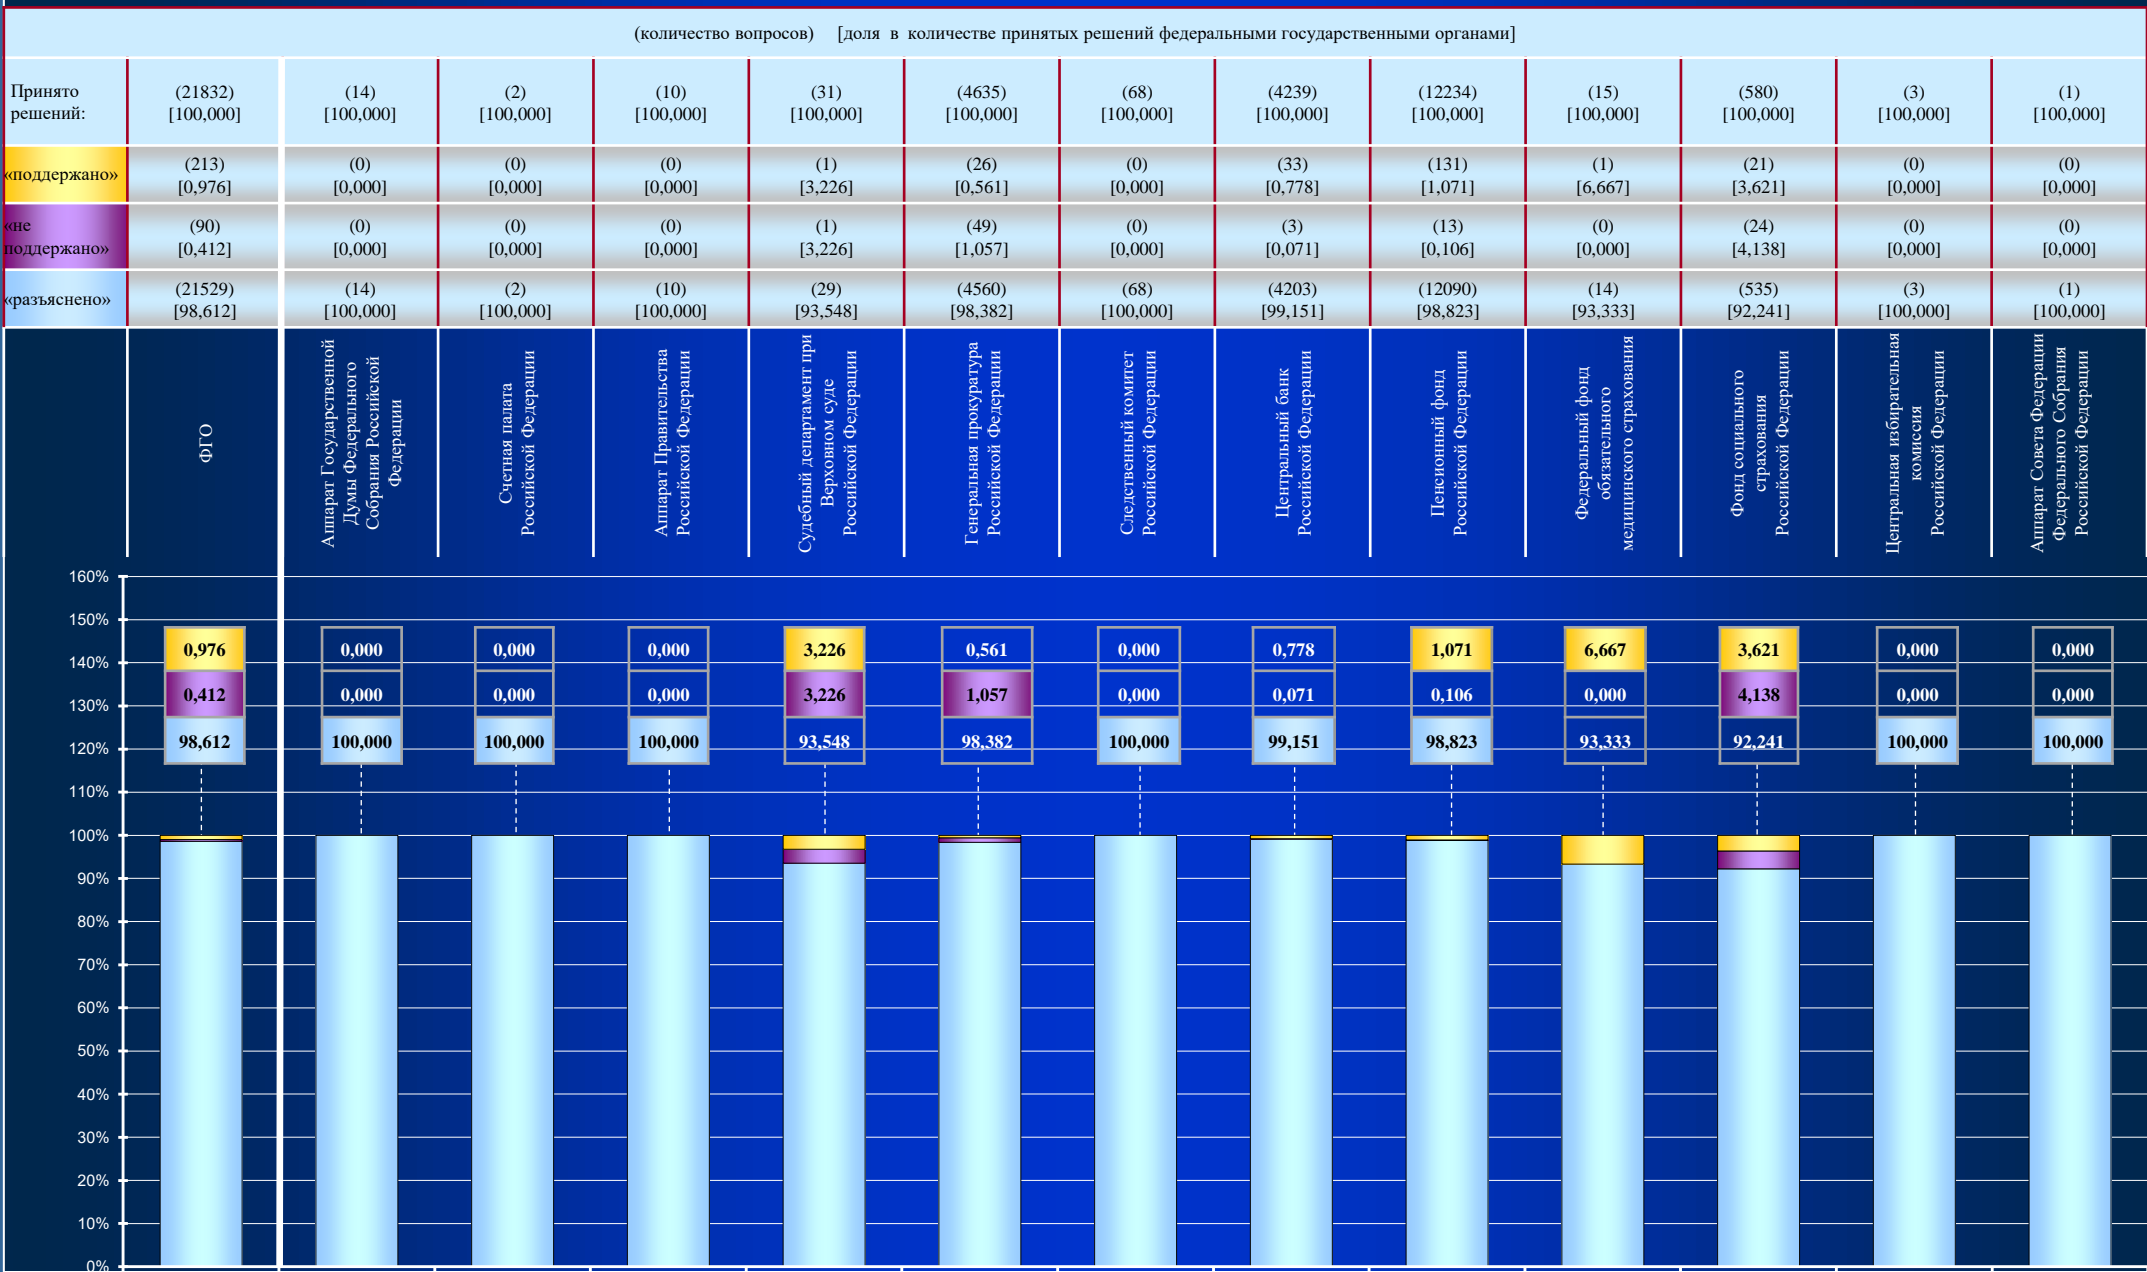 (количество вопросов) [доля в количестве принятых решений федеральными государственными органами]
Принято
решений:
(21832) (14) (2) (10) (31) (4635) (68) (4239) (12234) (15) (580) (3) (1)
[100,000] [100,000] [100,000] [100,000] [100,000] [100,000] [100,000] [100,000] [100,000] [100,000] [100,000] [100,000] [100,000]
«поддержано»
(213) (0) (0) (0) (1) (26) (0) (33) (131) (1) (21) (0) (0)
[0,976] [0,000] [0,000] [0,000] [3,226] [0,561] [0,000] [0,778] [1,071] [6,667] [3,621] [0,000] [0,000]
«не
поддержано»
(90) (0) (0) (0) (1) (49) (0) (3) (13) (0) (24) (0) (0)
[0,412] [0,000] [0,000] [0,000] [3,226] [1,057] [0,000] [0,071] [0,106] [0,000] [4,138] [0,000] [0,000]
«разъяснено»
(21529) (14) (2) (10) (29) (4560) (68) (4203) (12090) (14) (535) (3) (1)
[98,612] [100,000] [100,000] [100,000] [93,548] [98,382] [100,000] [99,151] [98,823] [93,333] [92,241] [100,000] [100,000]
ФГО
Аппарат Государственной
Думы Федерального
Собрания Российской
Федерации
Счетная палата
Российской Федерации
Аппарат Правительства
Российской Федерации
Судебный департамент при
Верховном суде
Российской Федерации
Генеральная прокуратура
Российской Федерации
Следственный комитет
Российской Федерации
Центральный банк
Российской Федерации
Пенсионный фонд
Российской Федерации
Федеральный фонд
обязательного
медицинского страхования
Фонд социального
страхования
Российской Федерации
Центральная избирательная
комиссия
Российской Федерации
Аппарат Совета Федерации
Федерального Собрания
Российской Федерации
160%
150%
140%
130%
120%
110%
100%
90%
80%
70%
60%
50%
40%
30%
20%
10%
0%
0,976 0,000 0,000 0,000 3,226 0,561 0,000 0,778 1,071 6,667 3,621 0,000 0,000
0,412 0,000 0,000 0,000 3,226 1,057 0,000 0,071 0,106 0,000 4,138 0,000 0,000
98,612 100,000 100,000 100,000 93,548 98,382 100,000 99,151 98,823 93,333 92,241 100,000 100,000